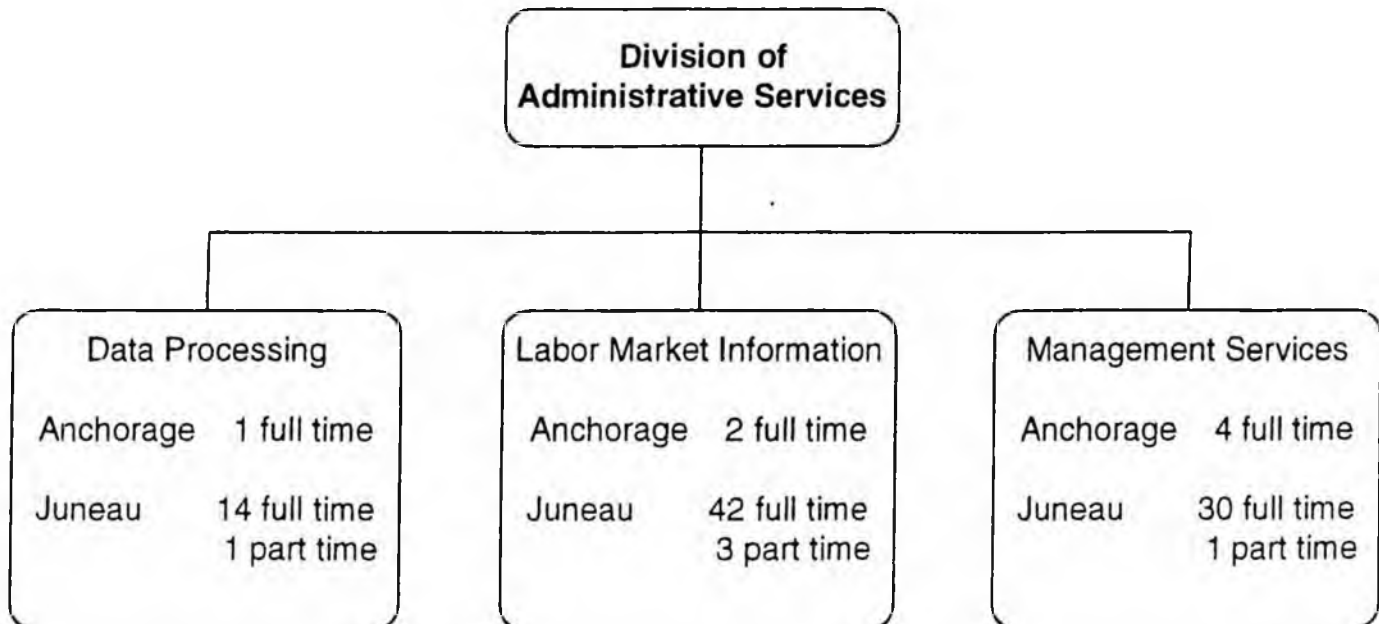 Division of
Administrative Services
Data Processing
Anchorage 1 full time
Juneau 14 full time
1 part time
Labor Market Information
Anchorage 2 full time
Juneau 42 full time
3 part time
Management Services
Anchorage 4 full time
Juneau 30 full time
1 part time